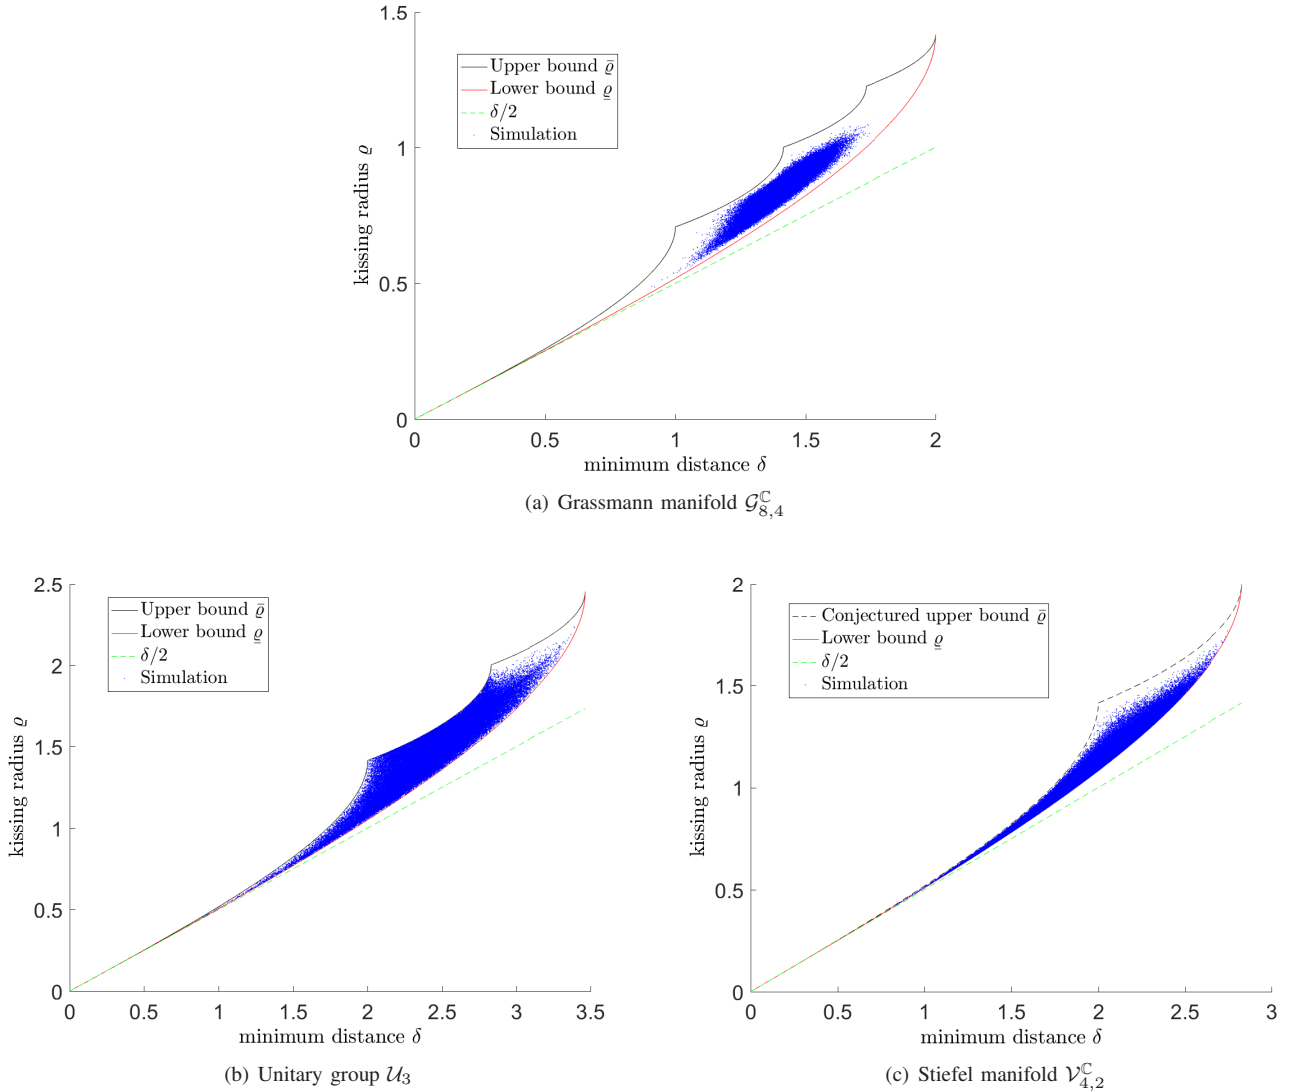 1.5
Upper bound ϱ̄
Lower bound ϱ̲
δ/2
Simulation
1
kissing radius ϱ
0.5
0
0 0.5 1 1.5 2
minimum distance δ
(a) Grassmann manifold 𝒢^ℂ_{8,4}
2.5
Upper bound ϱ̄
Lower bound ϱ̲
δ/2
Simulation
2
1.5
kissing radius ϱ
1
0.5
0
0 0.5 1 1.5 2 2.5 3 3.5
minimum distance δ
(b) Unitary group 𝒰_3
2
Conjectured upper bound ϱ̄
Lower bound ϱ̲
δ/2
Simulation
1.5
kissing radius ϱ
1
0.5
0
0 0.5 1 1.5 2 2.5 3
minimum distance δ
(c) Stiefel manifold 𝒱^ℂ_{4,2}